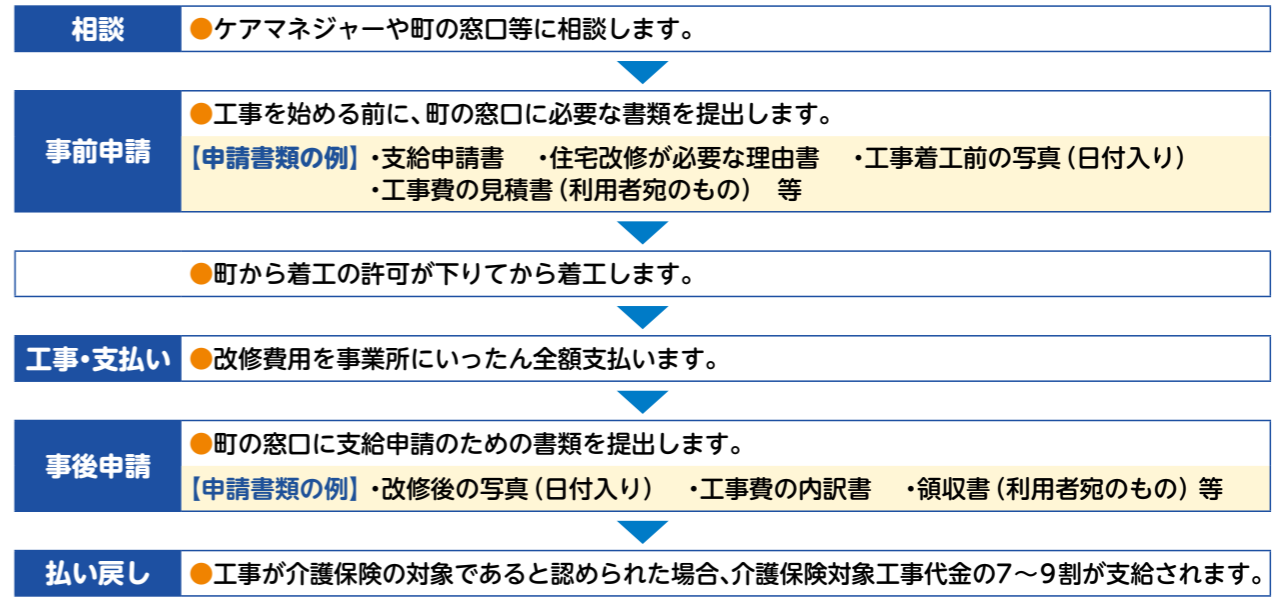 相談 ●ケアマネジャーや町の窓口等に相談します。
事前申請 ●工事を始める前に、町の窓口に必要な書類を提出します。
【申請書類の例】・支給申請書 ・住宅改修が必要な理由書 ・工事着工前の写真(日付入り)
・工事費の見積書(利用者宛のもの) 等
●町から着工の許可が下りてから着工します。
工事・支払い ●改修費用を事業所にいったん全額支払います。
事後申請 ●町の窓口に支給申請のための書類を提出します。
【申請書類の例】・改修後の写真(日付入り) ・工事費の内訳書 ・領収書(利用者宛のもの) 等
払い戻し ●工事が介護保険の対象であると認められた場合、介護保険対象工事代金の7～9割が支給されます。